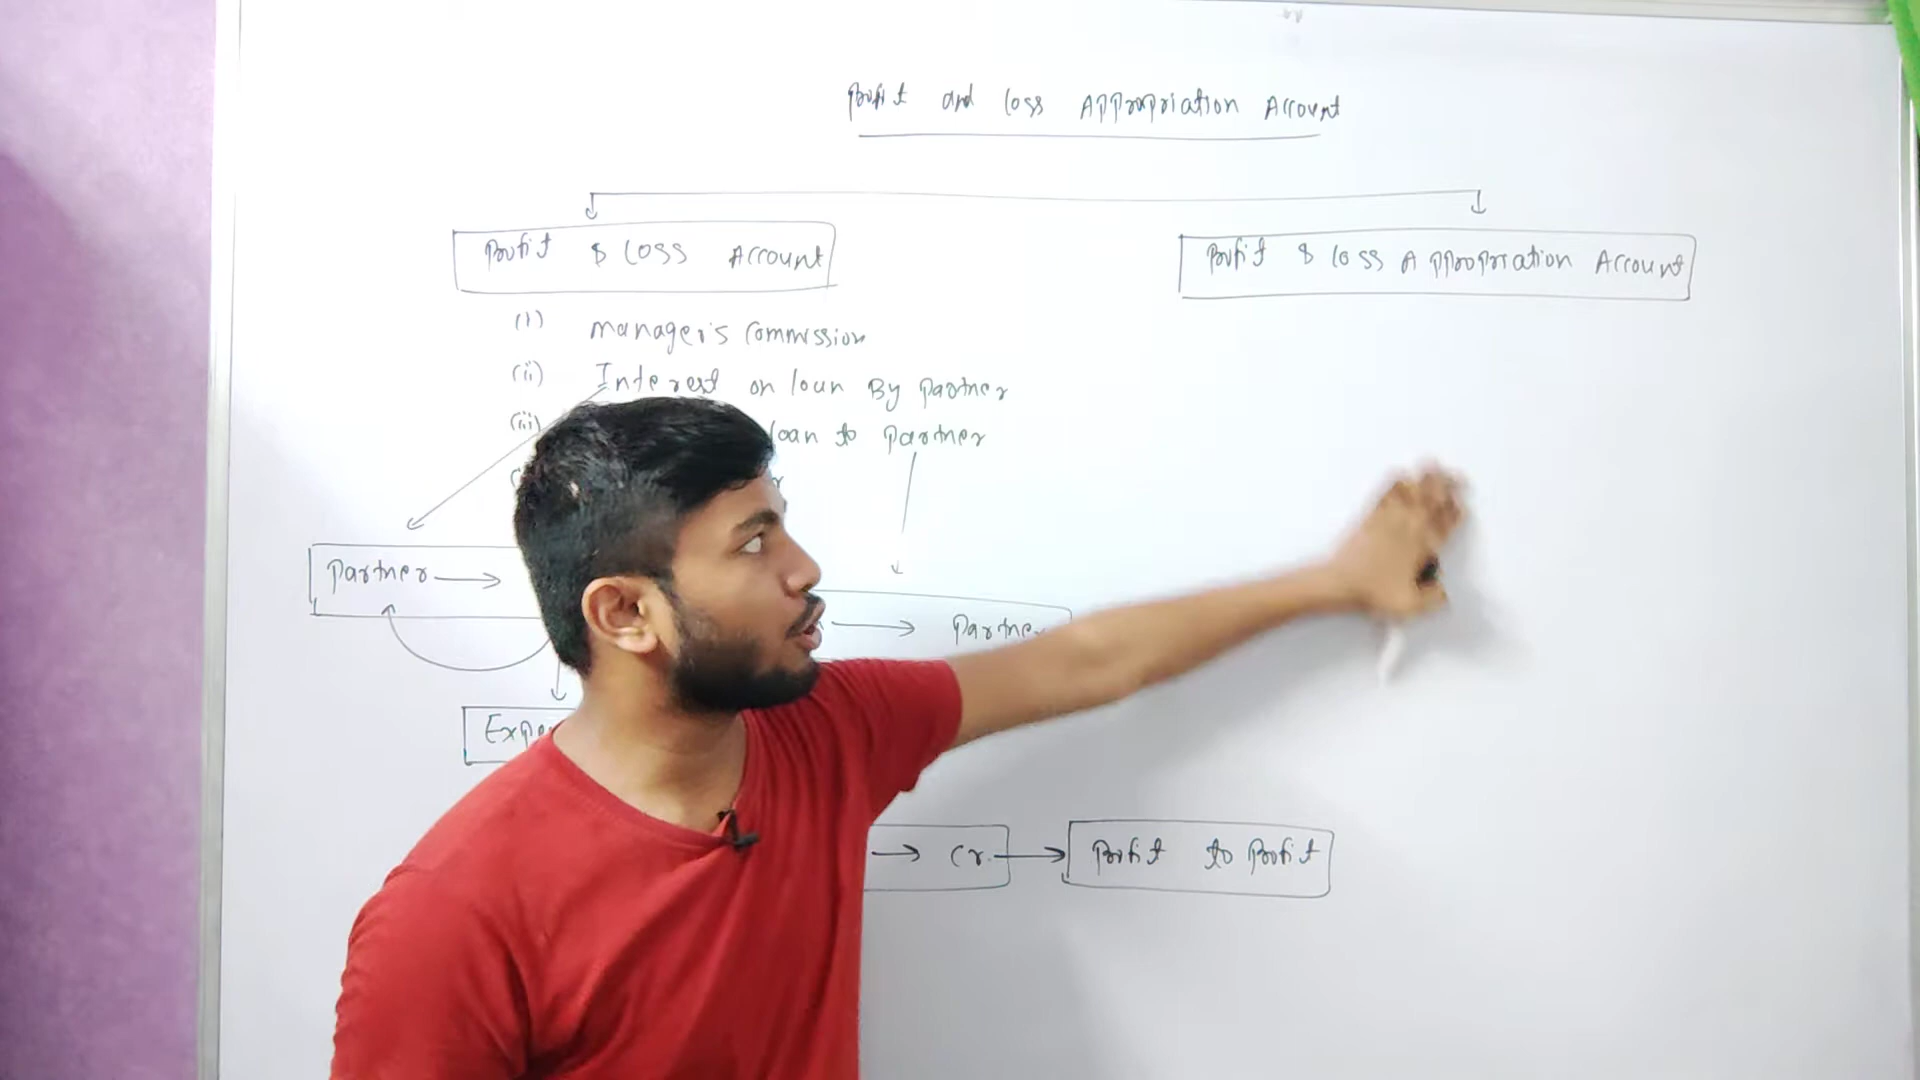 Profit and loss Appropriation Account
Profit & Loss Account
Profit & loss Appropriation Account
(i) manager's Commission
(ii) Interest on loan By partner
(iii) loan to partner
Partner
Partner
Cr.
Profit to Profit